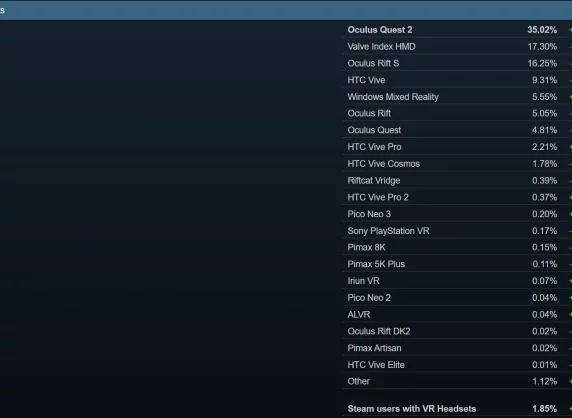 s
Oculus Quest 2 35.02%
Valve Index HMD 17.30%
Oculus Rift S 16.25%
HTC Vive 9.31%
Windows Mixed Reality 5.55%
Oculus Rift 5.05%
Oculus Quest 4.81%
HTC Vive Pro 2.21%
HTC Vive Cosmos 1.78%
Riftcat Vridge 0.39%
HTC Vive Pro 2 0.37%
Pico Neo 3 0.20%
Sony PlayStation VR 0.17%
Pimax 8K 0.15%
Pimax 5K Plus 0.11%
Iriun VR 0.07%
Pico Neo 2 0.04%
ALVR 0.04%
Oculus Rift DK2 0.02%
Pimax Artisan 0.02%
HTC Vive Elite 0.01%
Other 1.12%
Steam users with VR Headsets 1.85%